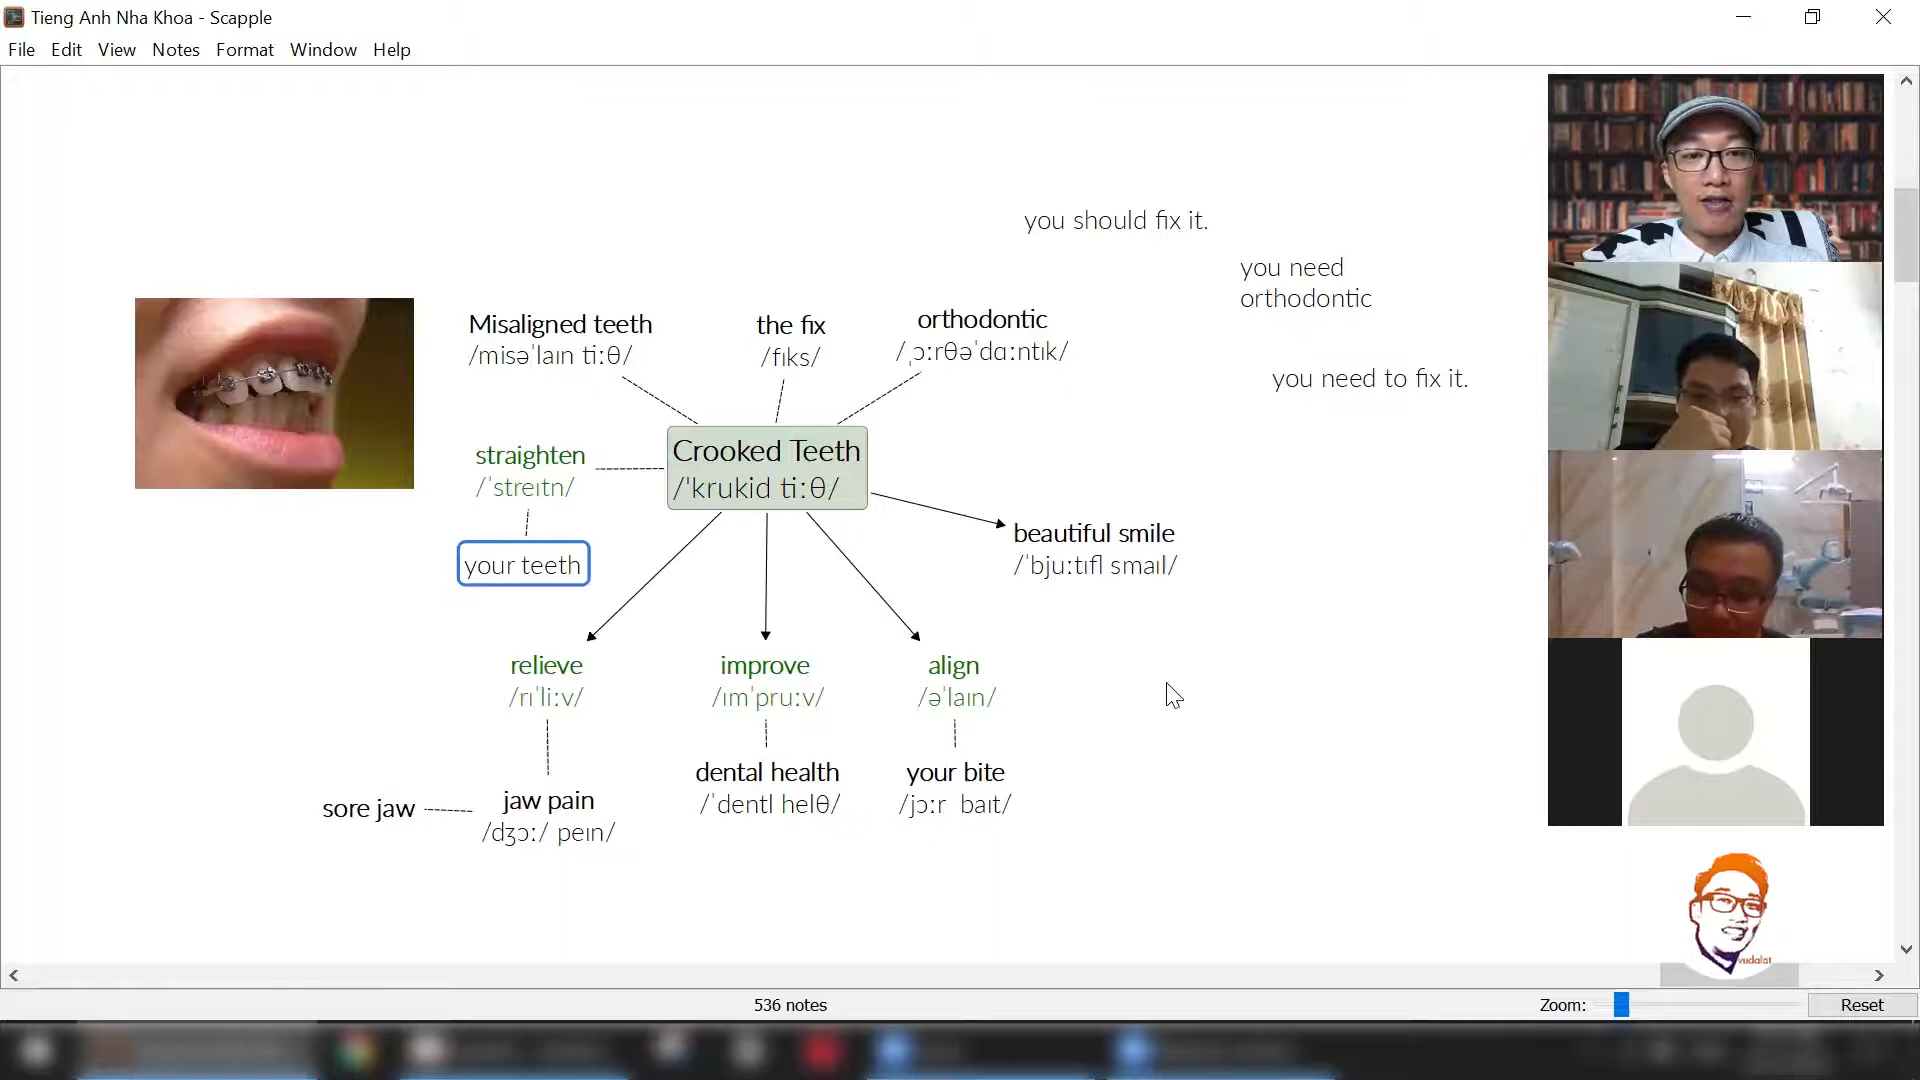 Tieng Anh Nha Khoa - Scapple
File Edit View Notes Format Window Help
you should fix it.
you need
orthodontic
you need to fix it.
Misaligned teeth
/misəˈlaɪn tiːθ/
the fix
/fɪks/
orthodontic
/ˌɔːrθəˈdɑːntɪk/
straighten
/ˈstreɪtn/
your teeth
Crooked Teeth
/ˈkrukid tiːθ/
beautiful smile
/ˈbjuːtɪfl smaɪl/
relieve
/rɪˈliːv/
improve
/ɪmˈpruːv/
align
/əˈlaɪn/
sore jaw
jaw pain
/dʒɔː/ peɪn/
dental health
/ˈdentl helθ/
your bite
/jɔːr baɪt/
vudalat
536 notes
Zoom:
Reset